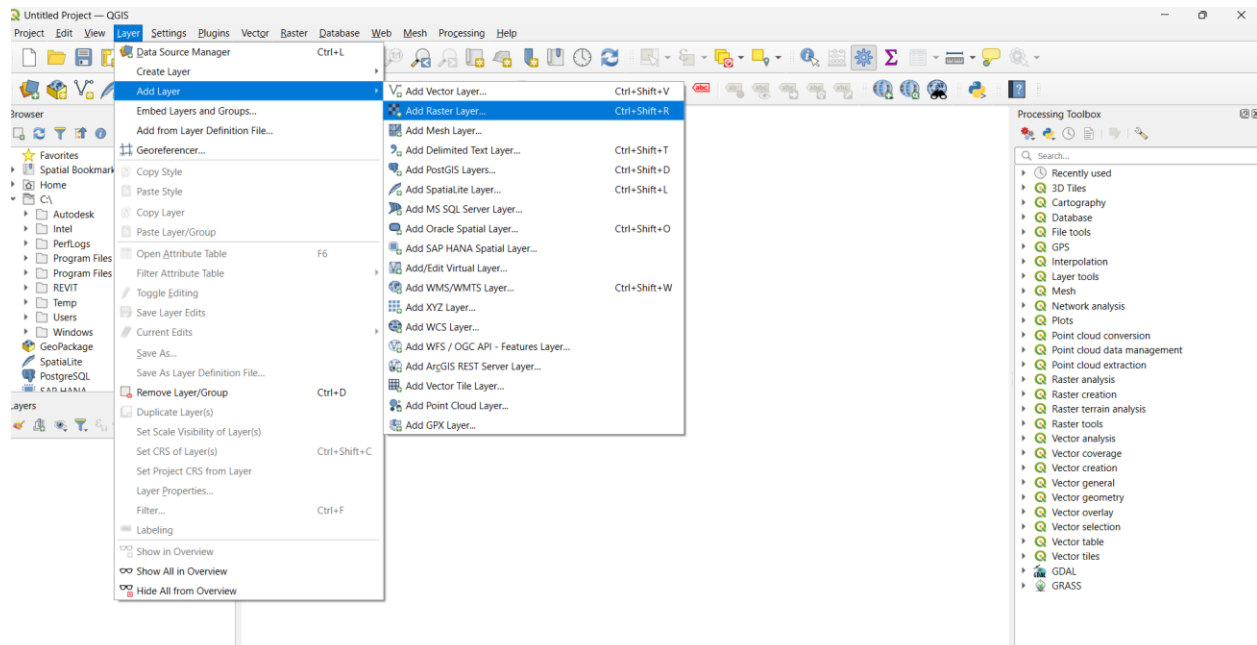 Untitled Project — QGIS
Project Edit View Layer Settings Plugins Vector Raster Database Web Mesh Processing Help
Data Source Manager Ctrl+L
Create Layer
Add Layer
Embed Layers and Groups...
Add from Layer Definition File...
Georeferencer...
Copy Style
Paste Style
Copy Layer
Paste Layer/Group
Open Attribute Table F6
Filter Attribute Table
Toggle Editing
Save Layer Edits
Current Edits
Save As...
Save As Layer Definition File...
Remove Layer/Group Ctrl+D
Duplicate Layer(s)
Set Scale Visibility of Layer(s)
Set CRS of Layer(s) Ctrl+Shift+C
Set Project CRS from Layer
Layer Properties...
Filter... Ctrl+F
Labeling
Show in Overview
Show All in Overview
Hide All from Overview
Add Vector Layer... Ctrl+Shift+V
Add Raster Layer... Ctrl+Shift+R
Add Mesh Layer...
Add Delimited Text Layer... Ctrl+Shift+T
Add PostGIS Layers... Ctrl+Shift+D
Add SpatiaLite Layer... Ctrl+Shift+L
Add MS SQL Server Layer...
Add Oracle Spatial Layer... Ctrl+Shift+O
Add SAP HANA Spatial Layer...
Add/Edit Virtual Layer...
Add WMS/WMTS Layer... Ctrl+Shift+W
Add XYZ Layer...
Add WCS Layer...
Add WFS / OGC API - Features Layer...
Add ArcGIS REST Server Layer...
Add Vector Tile Layer...
Add Point Cloud Layer...
Add GPX Layer...
abc
Browser
Favorites
Spatial Bookmark
Home
C:\
Autodesk
Intel
PerfLogs
Program Files
Program Files
REVIT
Temp
Users
Windows
GeoPackage
SpatiaLite
PostgreSQL
SAP HANA
Layers
Processing Toolbox
Search...
Recently used
3D Tiles
Cartography
Database
File tools
GPS
Interpolation
Layer tools
Mesh
Network analysis
Plots
Point cloud conversion
Point cloud data management
Point cloud extraction
Raster analysis
Raster creation
Raster terrain analysis
Raster tools
Vector analysis
Vector coverage
Vector creation
Vector general
Vector geometry
Vector overlay
Vector selection
Vector table
Vector tiles
GDAL
GRASS